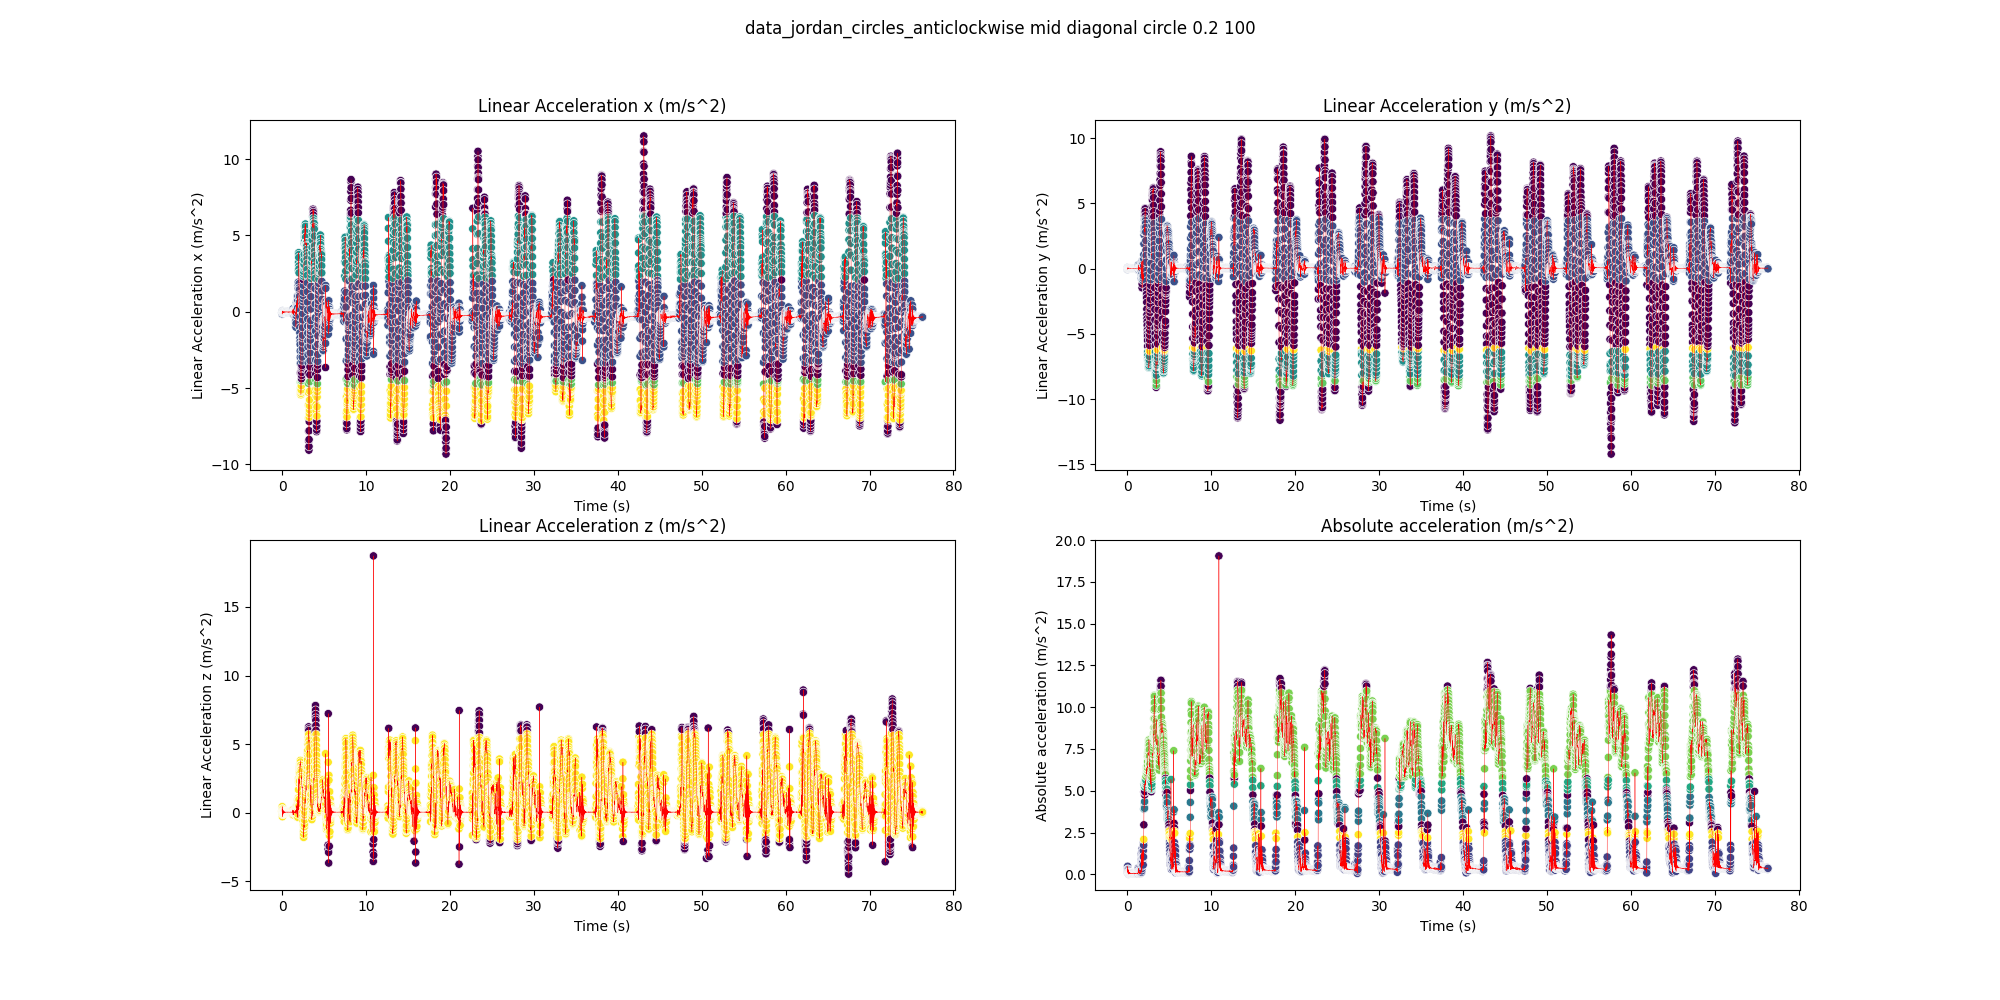 data_jordan_circles_anticlockwise mid diagonal circle 0.2 100
Linear Acceleration x (m/s^2)
Linear Acceleration x (m/s^2)
10
5
0
−5
−10
0 10 20 30 40 50 60 70 80
Time (s)
Linear Acceleration y (m/s^2)
Linear Acceleration y (m/s^2)
10
5
0
−5
−10
−15
0 10 20 30 40 50 60 70 80
Time (s)
Linear Acceleration z (m/s^2)
Linear Acceleration z (m/s^2)
15
10
5
0
−5
0 10 20 30 40 50 60 70 80
Time (s)
Absolute acceleration (m/s^2)
Absolute acceleration (m/s^2)
20.0
17.5
15.0
12.5
10.0
7.5
5.0
2.5
0.0
0 10 20 30 40 50 60 70 80
Time (s)